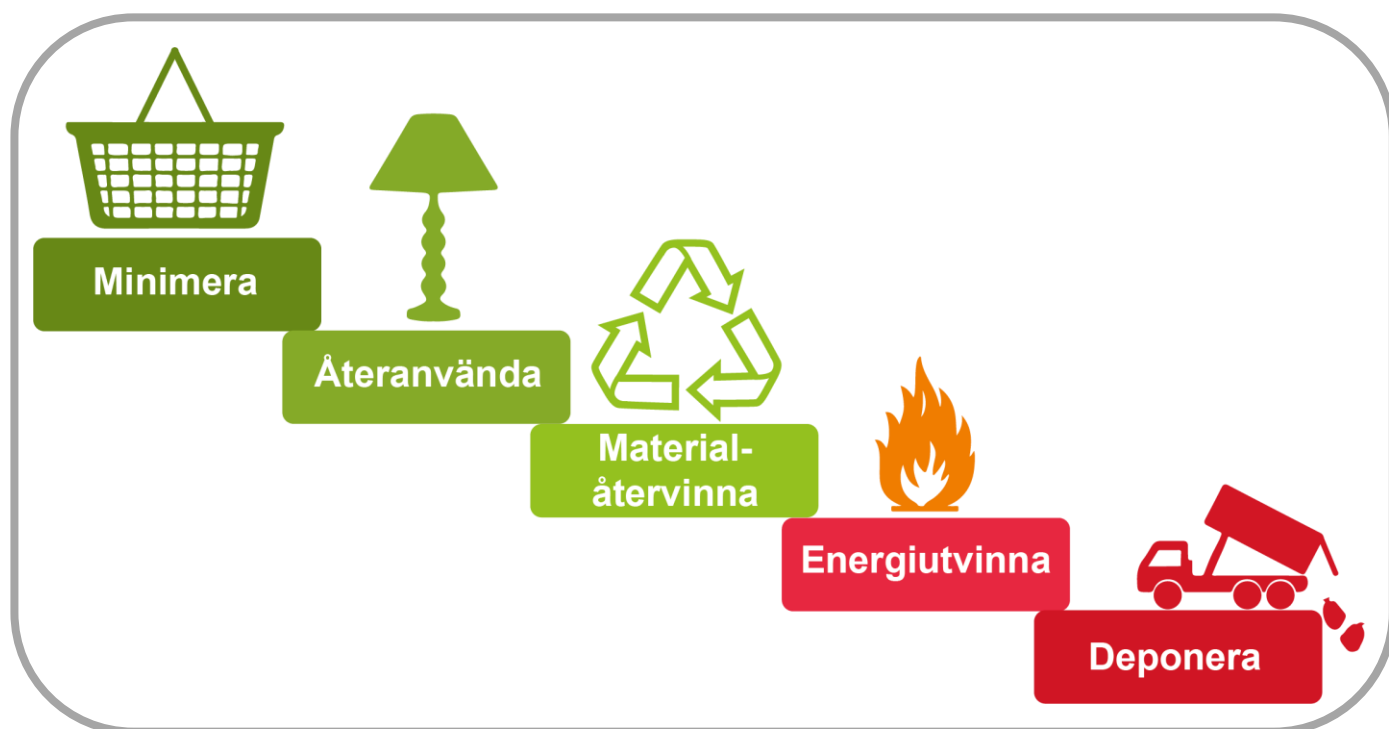 Minimera
Återanvända
Material-
återvinna
Energiutvinna
Deponera